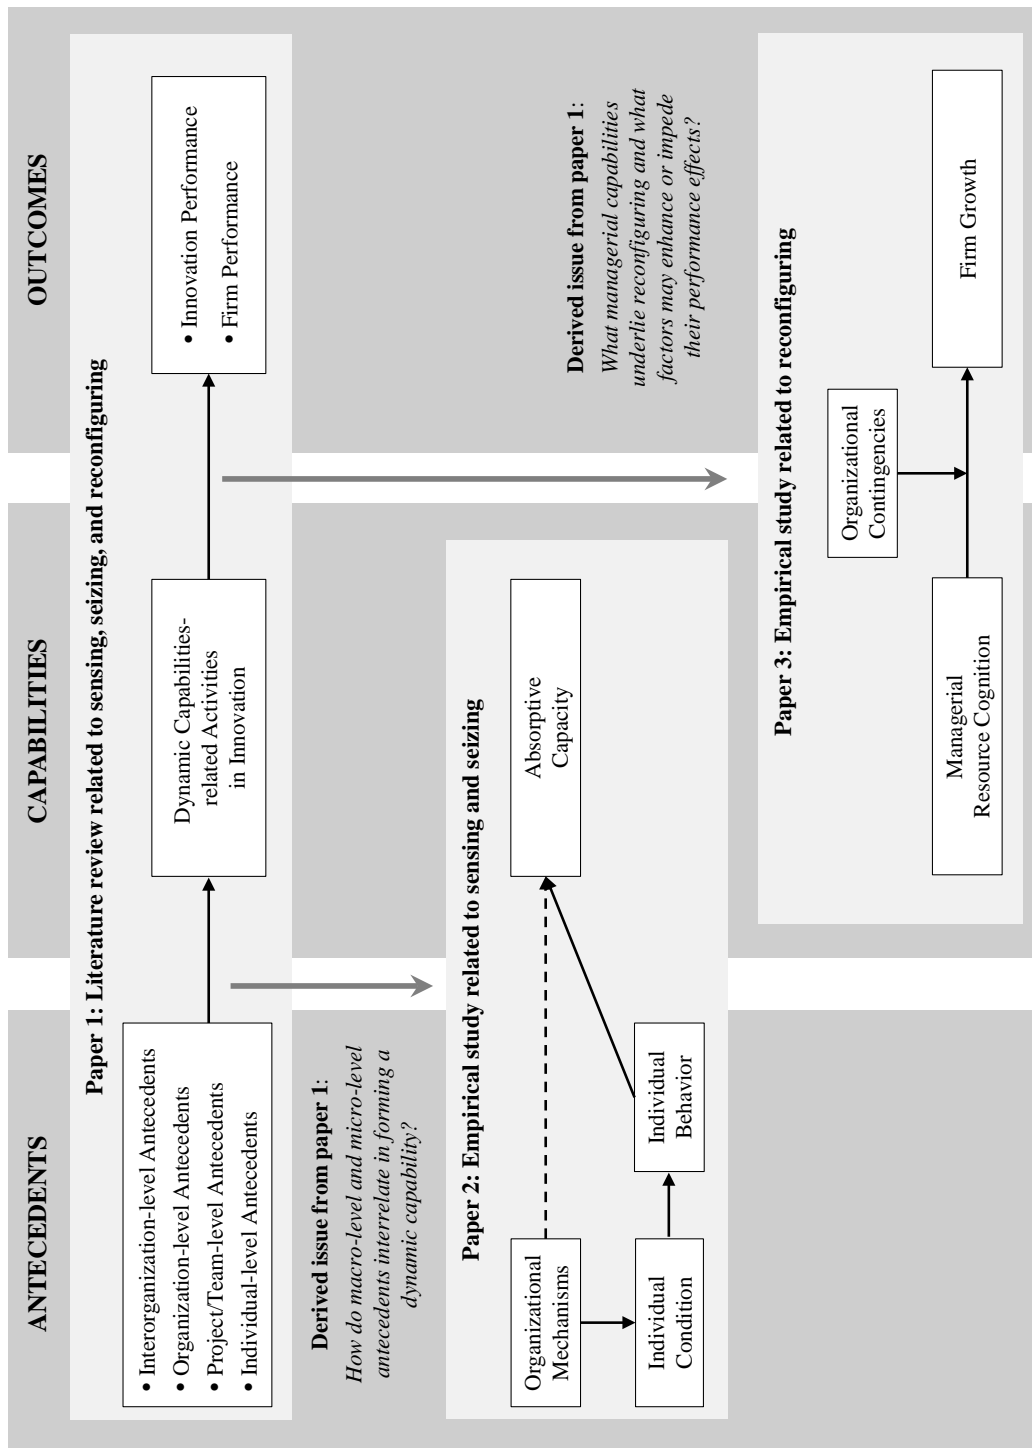 ANTECEDENTS
CAPABILITIES
OUTCOMES
Paper 1: Literature review related to sensing, seizing, and reconfiguring
• Interorganization-level Antecedents
• Organization-level Antecedents
• Project/Team-level Antecedents
• Individual-level Antecedents
Dynamic Capabilities-
related Activities
in Innovation
• Innovation Performance
• Firm Performance
Derived issue from paper 1:
How do macro-level and micro-level
antecedents interrelate in forming a
dynamic capability?
Paper 2: Empirical study related to sensing and seizing
Organizational
Mechanisms
Individual
Condition
Individual
Behavior
Absorptive
Capacity
Derived issue from paper 1:
What managerial capabilities
underlie reconfiguring and what
factors may enhance or impede
their performance effects?
Paper 3: Empirical study related to reconfiguring
Managerial
Resource Cognition
Organizational
Contingencies
Firm Growth